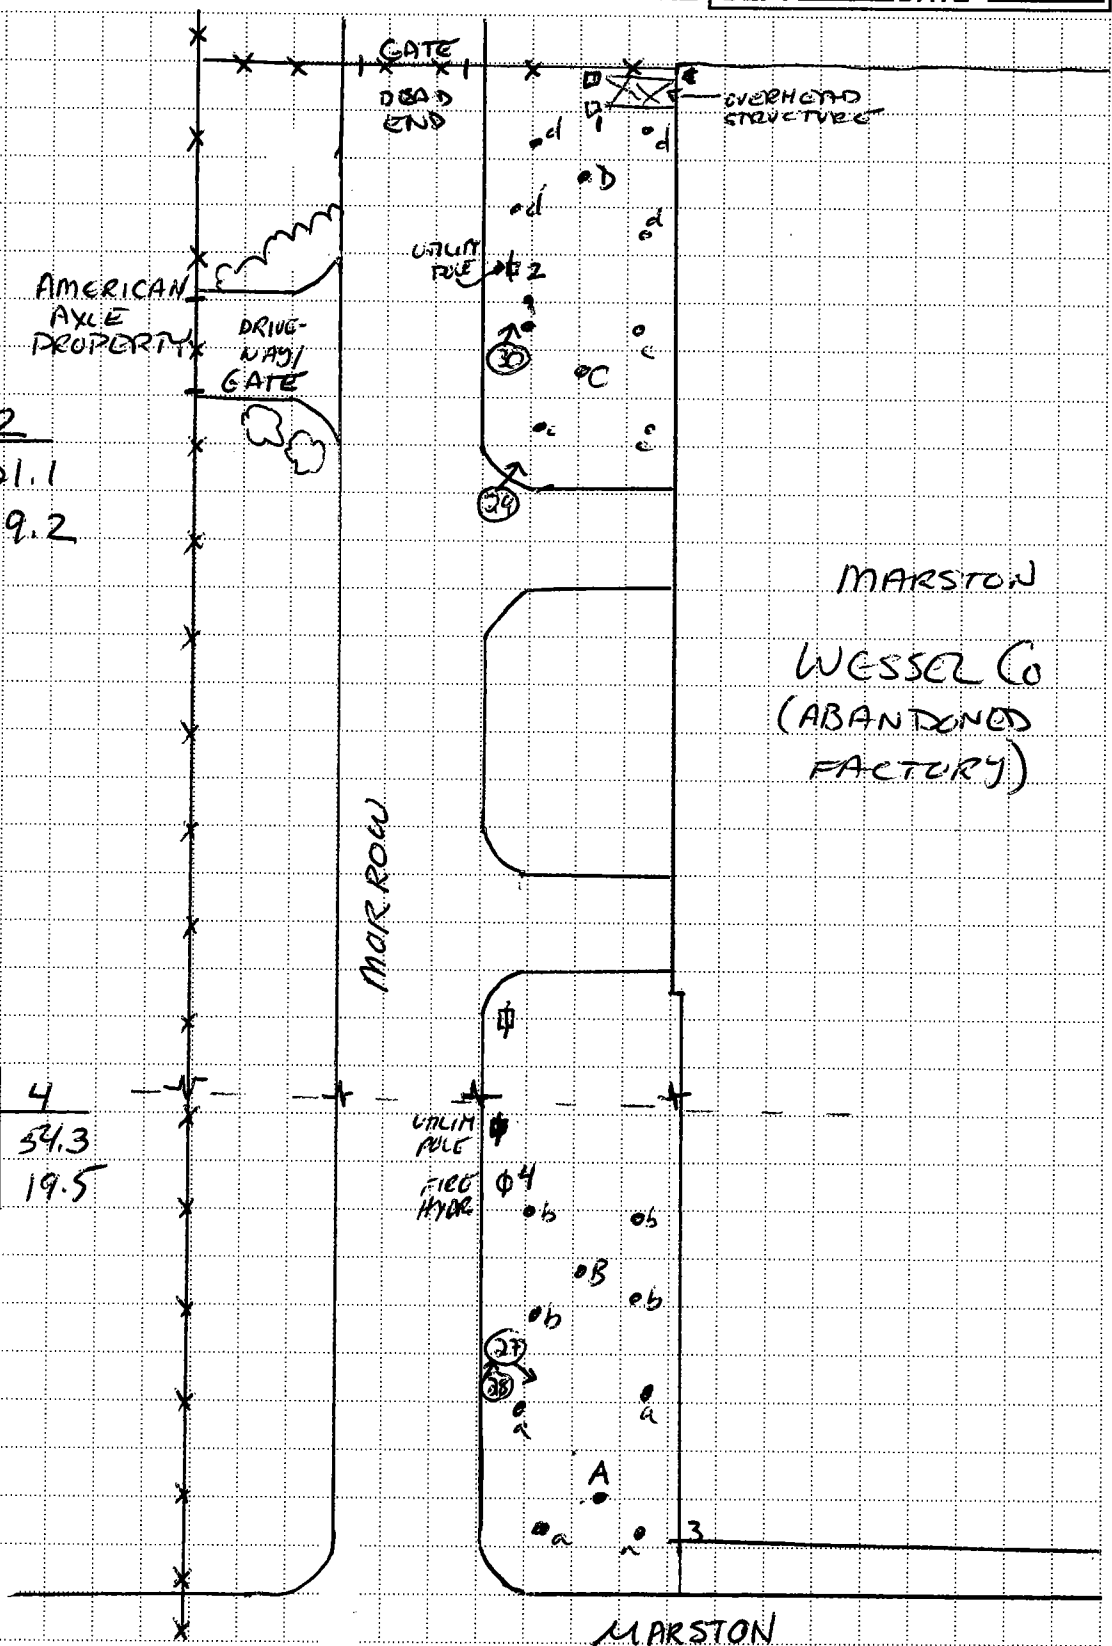 GATE
DEAD
END
OVERHEAD
STRUCTURE
1
d
d
D
d
d
UTILITY
POLE
2
AMERICAN
AXLE
PROPERTY
DRIVE-
WAY/
GATE
30
c
C
c
c
29
2
51.1
9.2
MARSTON
WESSEL Co
(ABANDONED
FACTORY)
MORROW
4
54.3
19.5
UTILITY
POLE
FIRE
HYDR
4
b
b
B
b
b
27
28
a
a
A
a
a
3
MARSTON